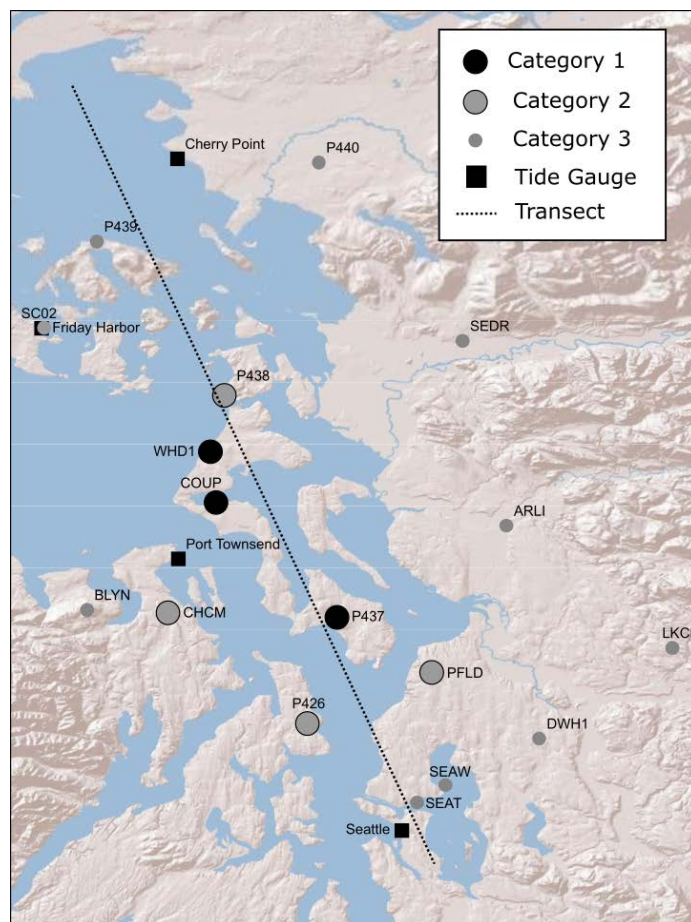 Category 1
Category 2
Category 3
Tide Gauge
Transect
Cherry Point
P440
P439
SC02
Friday Harbor
SEDR
P438
WHD1
COUP
ARLI
Port Townsend
BLYN
CHCM
P437
LKC
PFLD
P426
DWH1
SEAW
SEAT
Seattle